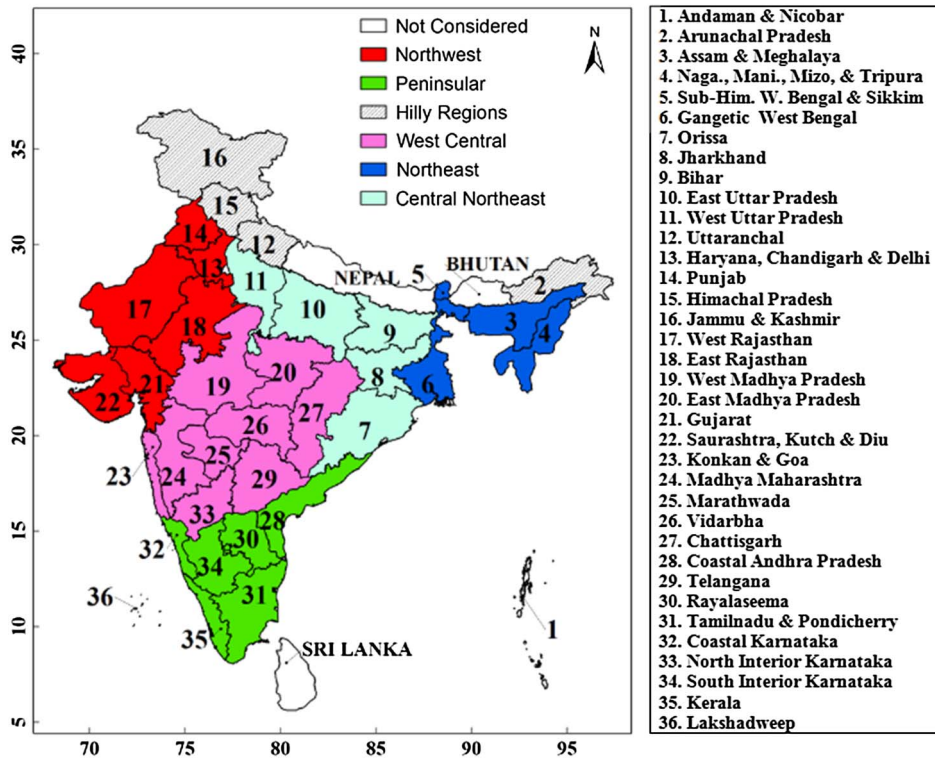 Not Considered
Northwest
Peninsular
Hilly Regions
West Central
Northeast
Central Northeast
N
40
35
30
25
20
15
10
5
70 75 80 85 90 95
16
15
14
12
13
11
5
NEPAL
BHUTAN
2
17
18
10
9
3
4
19
20
8
6
22
21
27
7
26
25
23
24
29
33
28
32
30
34
31
36
35
1
SRI LANKA
1. Andaman & Nicobar
2. Arunachal Pradesh
3. Assam & Meghalaya
4. Naga., Mani., Mizo, & Tripura
5. Sub-Him. W. Bengal & Sikkim
6. Gangetic West Bengal
7. Orissa
8. Jharkhand
9. Bihar
10. East Uttar Pradesh
11. West Uttar Pradesh
12. Uttaranchal
13. Haryana, Chandigarh & Delhi
14. Punjab
15. Himachal Pradesh
16. Jammu & Kashmir
17. West Rajasthan
18. East Rajasthan
19. West Madhya Pradesh
20. East Madhya Pradesh
21. Gujarat
22. Saurashtra, Kutch & Diu
23. Konkan & Goa
24. Madhya Maharashtra
25. Marathwada
26. Vidarbha
27. Chattisgarh
28. Coastal Andhra Pradesh
29. Telangana
30. Rayalaseema
31. Tamilnadu & Pondicherry
32. Coastal Karnataka
33. North Interior Karnataka
34. South Interior Karnataka
35. Kerala
36. Lakshadweep